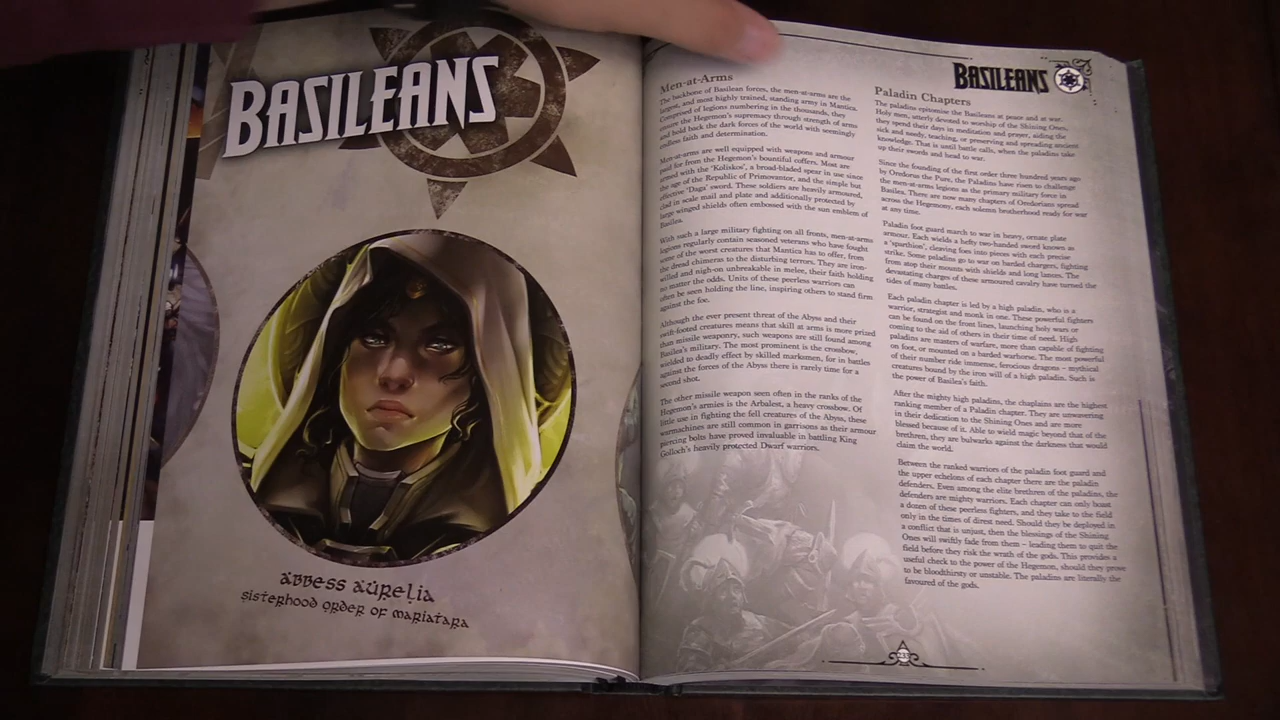 BASILEANS
ABBESS AURELIA
SISTERHOOD ORDER OF MARIATARA
BASILEANS
Men-at-Arms
The backbone of Basilean forces, the men-at-arms are the
largest, and most highly trained, standing army in Mantica.
Composed of legions numbering in the thousands, they
ensure the Hegemon's supremacy through strength of arms
and hold back the dark forces of the world with seemingly
endless faith and determination.
Men-at-arms are well equipped with weapons and armour
paid for from the Hegemon's bountiful coffers. Most are
armed with the 'Koliskos', a broad-bladed spear in use since
the age of the Republic of Primovantor, and the simple but
effective 'Daga' sword. These soldiers are heavily armoured,
clad in scale mail and plate and additionally protected by
large winged shields often embossed with the sun emblem of
Basilea.
With such a large military fighting on all fronts, men-at-arms
legions regularly contain seasoned veterans who have fought
some of the worst creatures that Mantica has to offer, from
the dread chimeras to the disturbing terrors. They are iron-
willed and nigh-on unbreakable in melee, their faith holding
no matter the odds. Units of these peerless warriors can
often be seen holding the line, inspiring others to stand firm
against the foe.
Although the ever present threat of the Abyss and their
swift-footed creatures means that skill at arms is more prized
than missile weaponry, such weapons are still found among
Basilea's military. The most prominent is the crossbow,
wielded to deadly effect by skilled marksmen, for in battles
against the forces of the Abyss there is rarely time for a
second shot.
The other missile weapon seen often in the ranks of the
Hegemon's armies is the Arbalest, a heavy crossbow. Of
little use in fighting the fell creatures of the Abyss, these
warmachines are still common in garrisons as their armour
piercing bolts have proved invaluable in battling King
Golloch's heavily protected Dwarf warriors.
Paladin Chapters
The paladins epitomise the Basileans at peace and at war.
Holy men, utterly devoted to worship of the Shining Ones,
they spend their days in meditation and prayer, aiding the
sick and needy, teaching, or preserving and spreading ancient
knowledge. That is until battle calls, when the paladins take
up their swords and head to war.
Since the founding of the first order three hundred years ago
by Oredorus the Pure, the Paladins have risen to challenge
the men-at-arms legions as the primary military force in
Basilea. There are now many chapters of Oredorians spread
across the Hegemony, each solemn brotherhood ready for war
at any time.
Paladin foot guard march to war in heavy, ornate plate
armour. Each wields a hefty two-handed sword known as
a 'sparthion', cleaving foes into pieces with each precise
strike. Some paladins go to war on barded chargers, fighting
from atop their mounts with shields and long lances. The
devastating charges of these armoured cavalry have turned the
tides of many battles.
Each paladin chapter is led by a high paladin, who is a
warrior, strategist and monk in one. These powerful fighters
can be found on the front lines, launching holy wars or
coming to the aid of others in their time of need. High
paladins are masters of warfare, more than capable of fighting
on foot, or mounted on a barded warhorse. The most powerful
of their number ride immense, ferocious dragons – mythical
creatures bound by the iron will of a high paladin. Such is
the power of Basilea's faith.
After the mighty high paladins, the chaplains are the highest
ranking member of a Paladin chapter. They are unwavering
in their dedication to the Shining Ones and are more
blessed because of it. Able to wield magic beyond that of the
brethren, they are bulwarks against the darkness that would
claim the world.
Between the ranked warriors of the paladin foot guard and
the upper echelons of each chapter there are the paladin
defenders. Even among the elite brethren of the paladins, the
defenders are mighty warriors. Each chapter can only boast
a dozen of these peerless fighters, and they take to the field
only in the times of direst need. Should they be deployed in
a conflict that is unjust, then the blessings of the Shining
Ones will swiftly fade from them – leading them to quit the
field before they risk the wrath of the gods. This provides a
useful check to the power of the Hegemon, should they prove
to be bloodthirsty or unstable. The paladins are literally the
favoured of the gods.